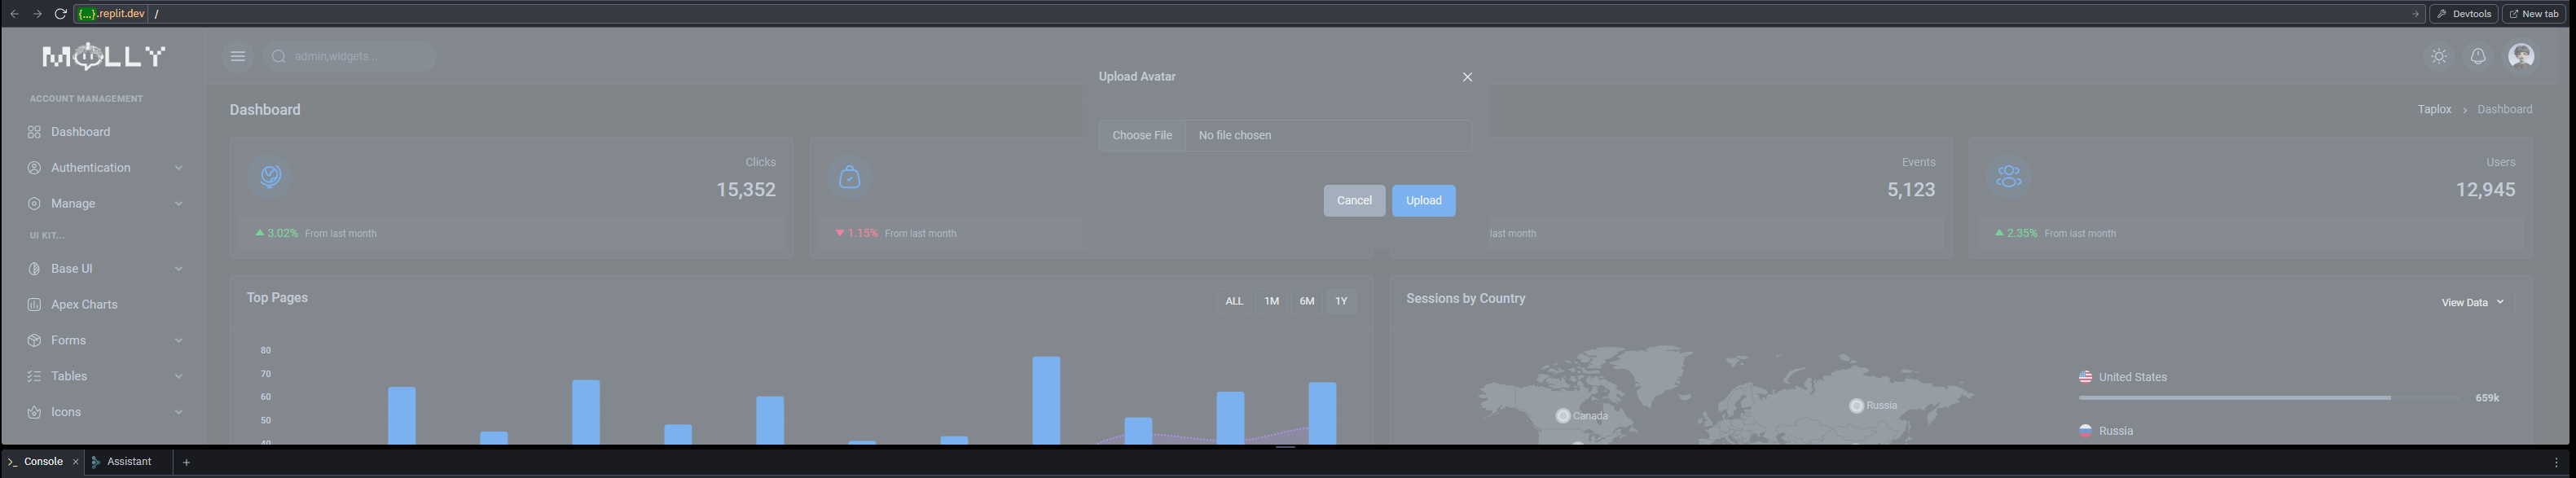 {...}.replit.dev /
Devtools
New tab
MOLLY
admin,widgets...
Upload Avatar
ACCOUNT MANAGEMENT
Dashboard
Authentication
Manage
UI KIT...
Base UI
Apex Charts
Forms
Tables
Icons
Dashboard
Taplox > Dashboard
Choose File No file chosen
Cancel Upload
Clicks
15,352
3.02% From last month
1.15% From last month
Events
5,123
last month
Users
12,945
2.35% From last month
Top Pages
ALL 1M 6M 1Y
80
70
60
50
40
Sessions by Country
View Data
Canada
Russia
United States
659k
Russia
Console × Assistant +